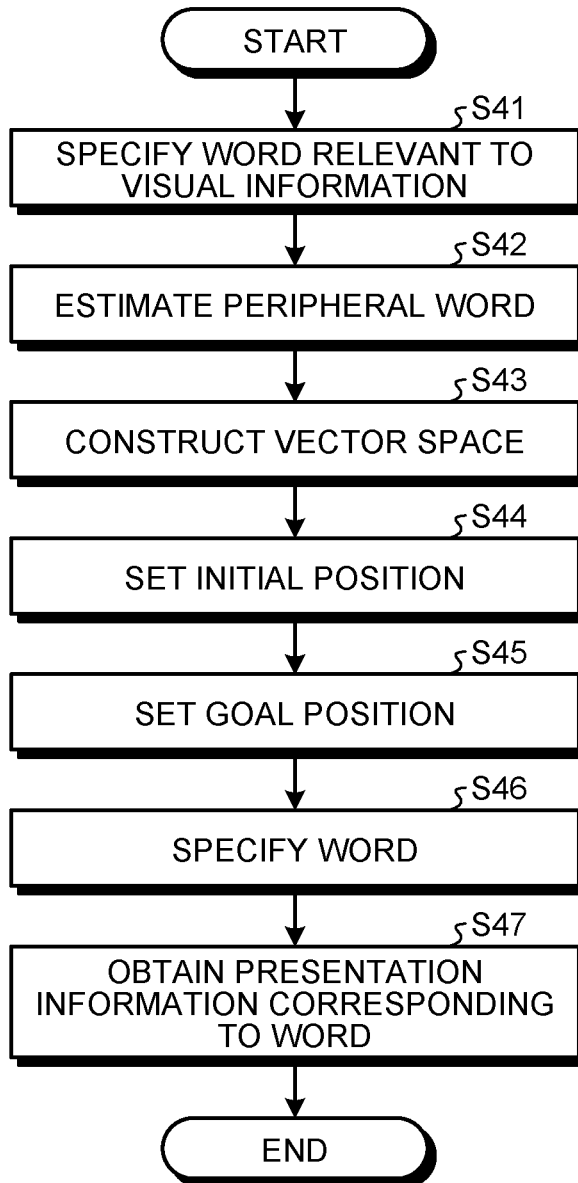 START
S41
SPECIFY WORD RELEVANT TO
VISUAL INFORMATION
S42
ESTIMATE PERIPHERAL WORD
S43
CONSTRUCT VECTOR SPACE
S44
SET INITIAL POSITION
S45
SET GOAL POSITION
S46
SPECIFY WORD
S47
OBTAIN PRESENTATION
INFORMATION CORRESPONDING
TO WORD
END